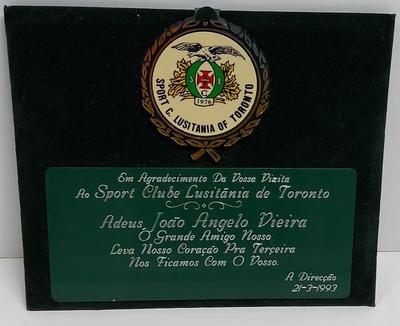 SPORT C. LUSITANIA OF TORONTO
S L
C
1976
Em Agradecimento Da Vossa Vizita
Ao Sport Clube Lusitânia de Toronto
Adeus João Angelo Vieira
O Grande Amigo Nosso
Leva Nosso Coração Pra Terçeira
Nos Ficamos Com O Vosso.
A Direcção
21-3-1993